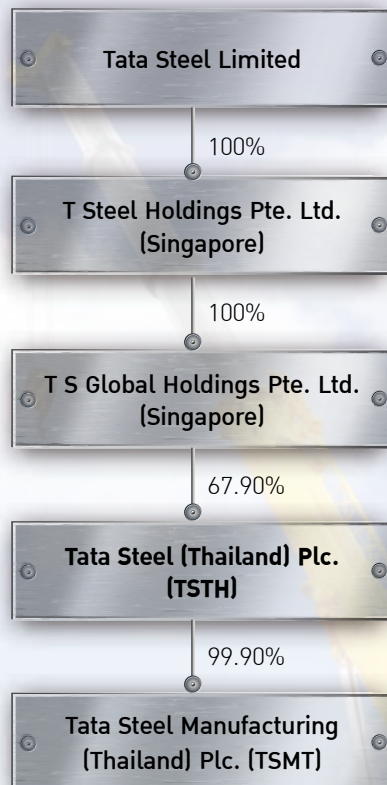 Tata Steel Limited
100%
T Steel Holdings Pte. Ltd.
(Singapore)
100%
T S Global Holdings Pte. Ltd.
(Singapore)
67.90%
Tata Steel (Thailand) Plc.
(TSTH)
99.90%
Tata Steel Manufacturing
(Thailand) Plc. (TSMT)